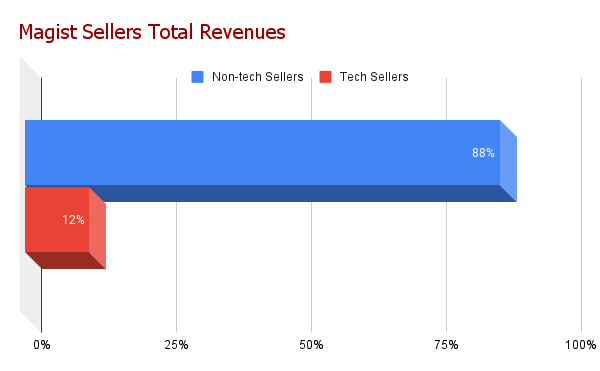 Magist Sellers Total Revenues
Non-tech Sellers Tech Sellers
88%
12%
0% 25% 50% 75% 100%